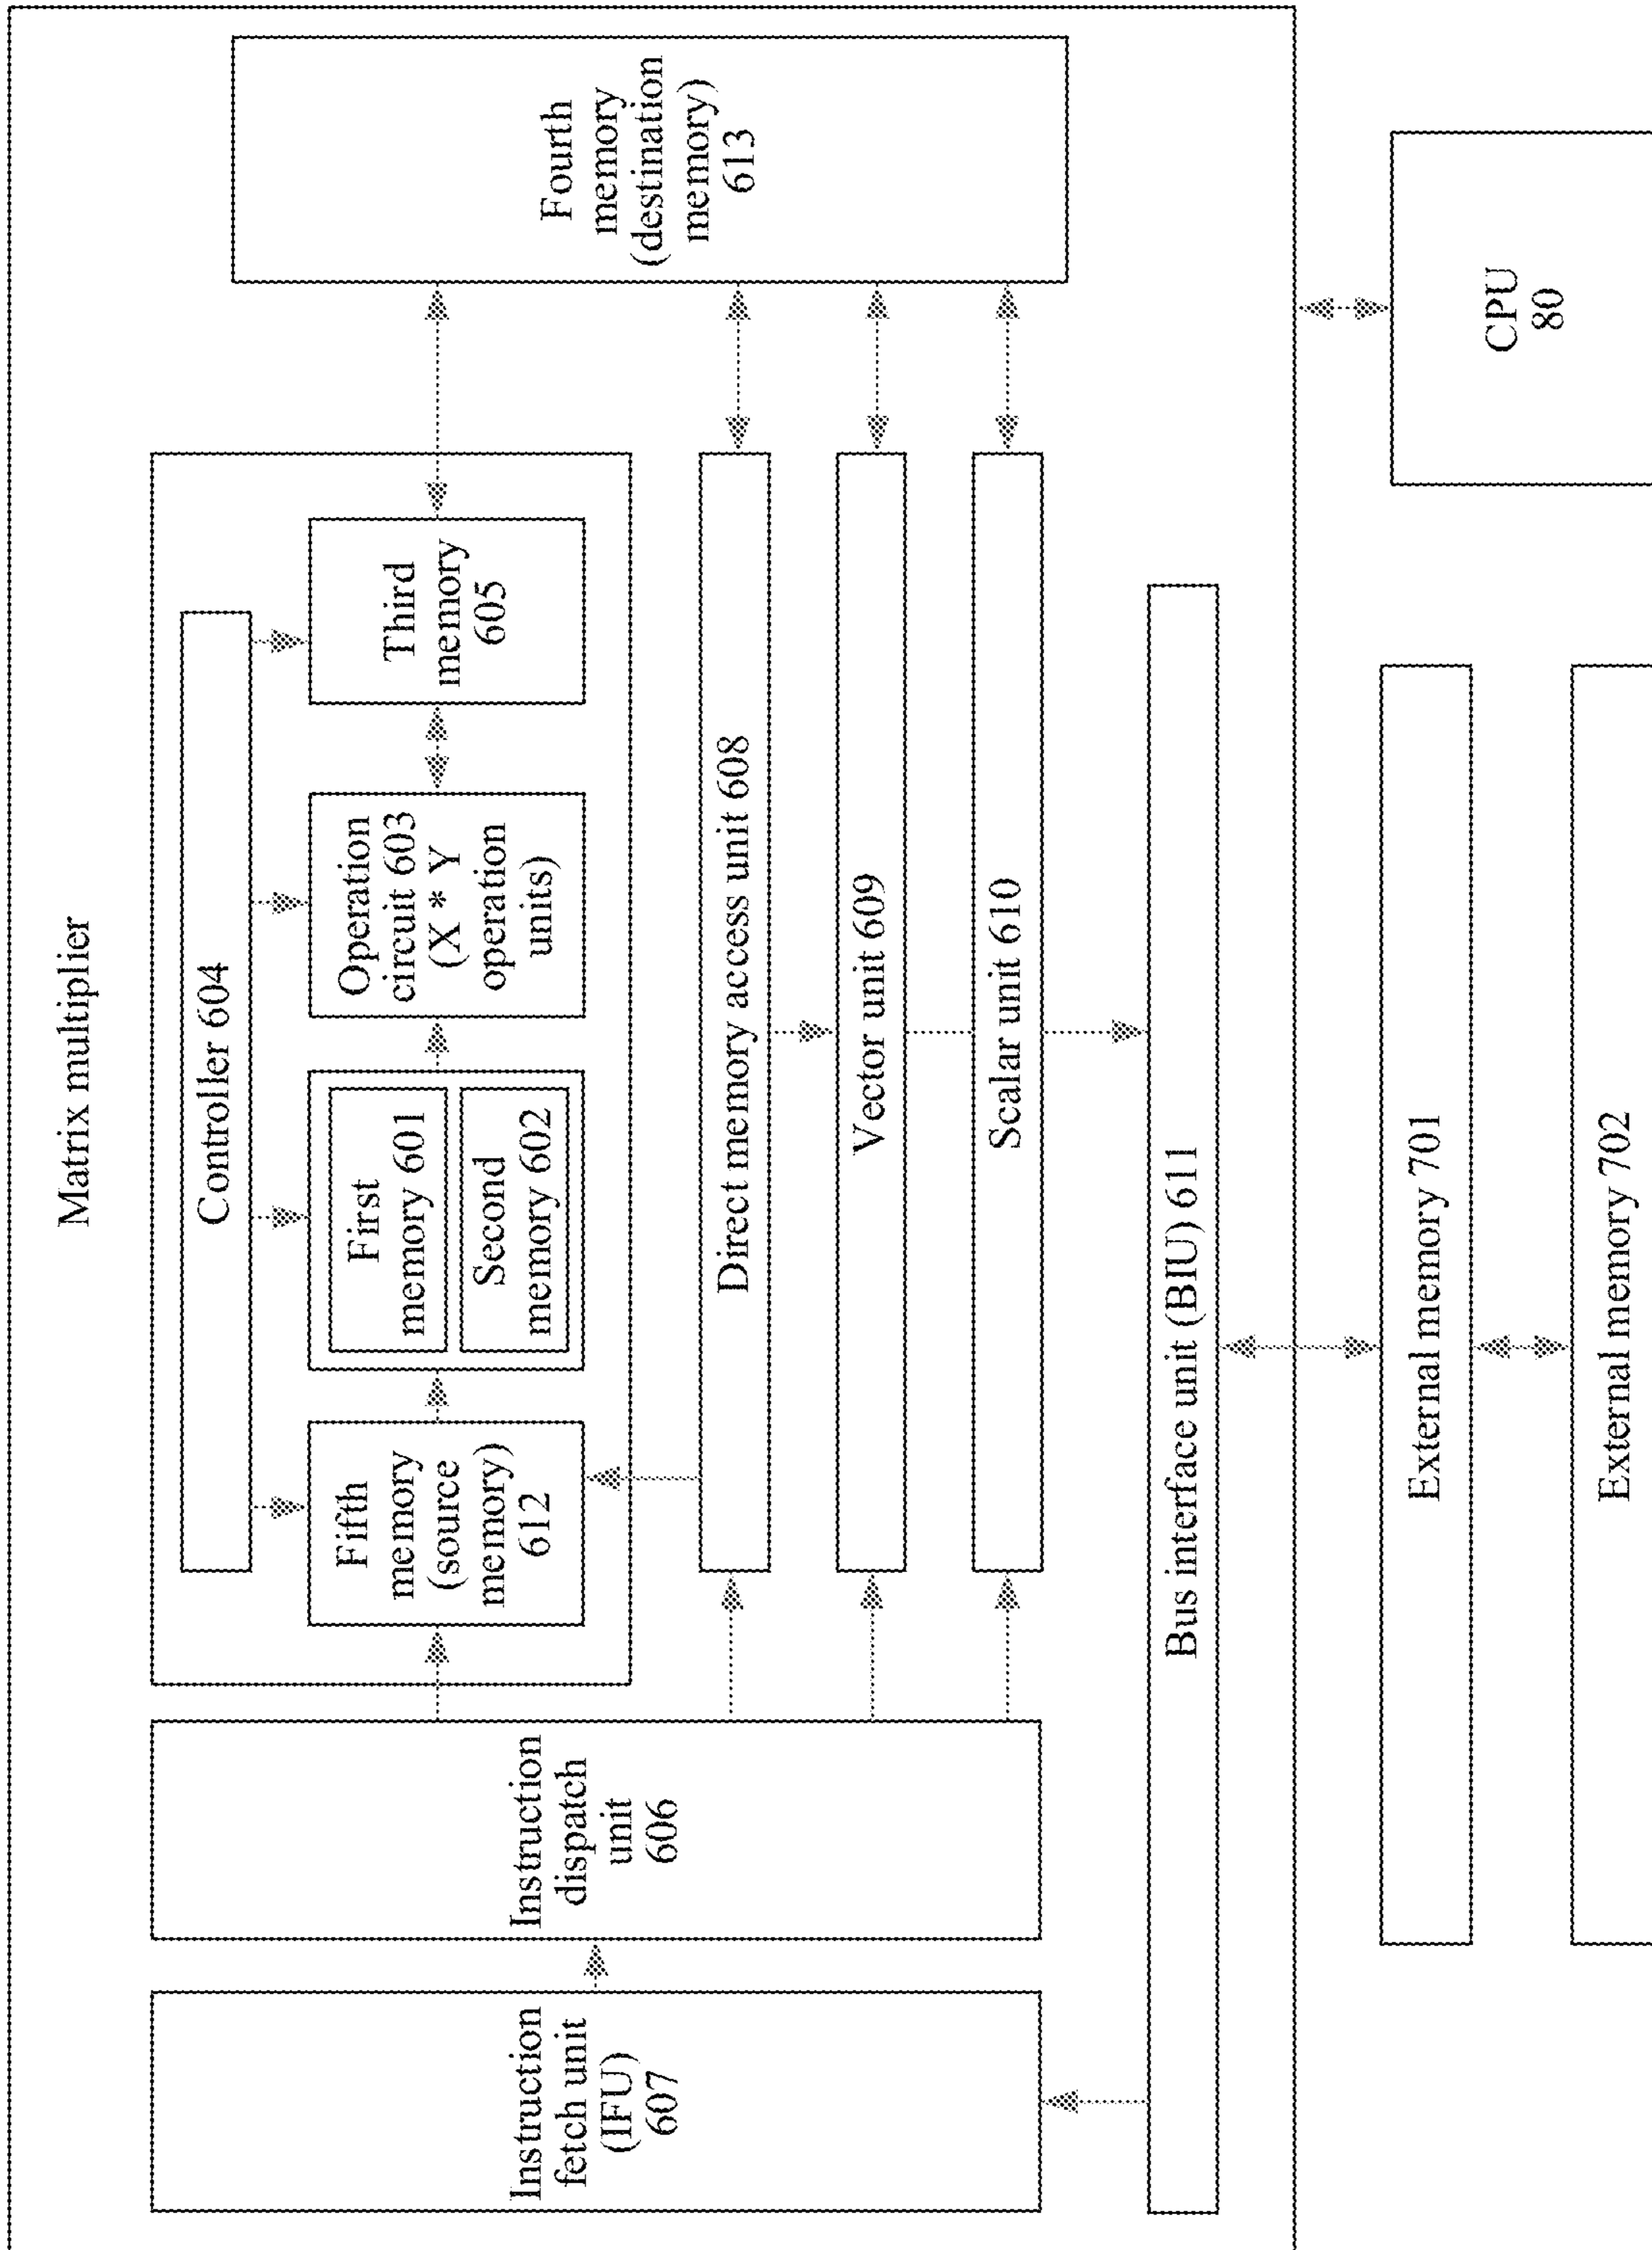 Matrix multiplier
Controller 604
Instruction
fetch unit
(IFU)
607
Instruction
dispatch
unit
606
Fifth
memory
(source
memory)
612
First
memory 601
Second
memory 602
Operation
circuit 603
(X * Y
operation
units)
Third
memory
605
Fourth
memory
(destination
memory)
613
Direct memory access unit 608
Vector unit 609
Scalar unit 610
Bus interface unit (BIU) 611
External memory 701
External memory 702
CPU
80